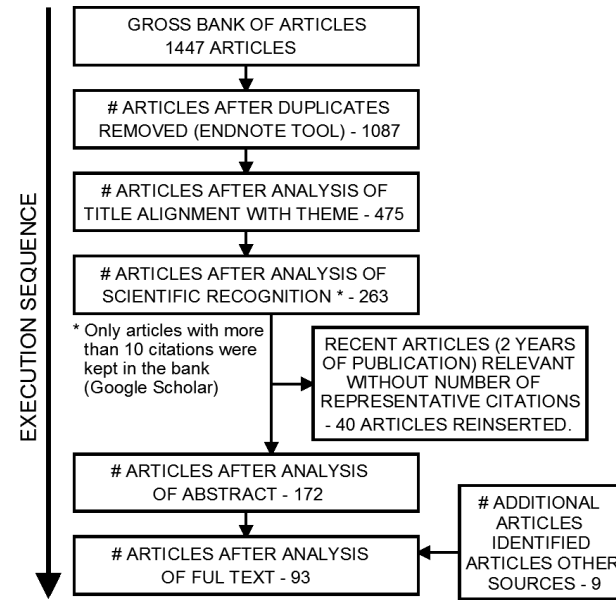 GROSS BANK OF ARTICLES
1447 ARTICLES
# ARTICLES AFTER DUPLICATES
REMOVED (ENDNOTE TOOL) - 1087
# ARTICLES AFTER ANALYSIS OF
TITLE ALIGNMENT WITH THEME - 475
# ARTICLES AFTER ANALYSIS OF
SCIENTIFIC RECOGNITION * - 263
* Only articles with more
than 10 citations were
kept in the bank
(Google Scholar)
RECENT ARTICLES (2 YEARS
OF PUBLICATION) RELEVANT
WITHOUT NUMBER OF
REPRESENTATIVE CITATIONS
- 40 ARTICLES REINSERTED.
# ARTICLES AFTER ANALYSIS
OF ABSTRACT - 172
# ARTICLES AFTER ANALYSIS
OF FUL TEXT - 93
# ADDITIONAL
ARTICLES
IDENTIFIED
ARTICLES OTHER
SOURCES - 9
EXECUTION SEQUENCE